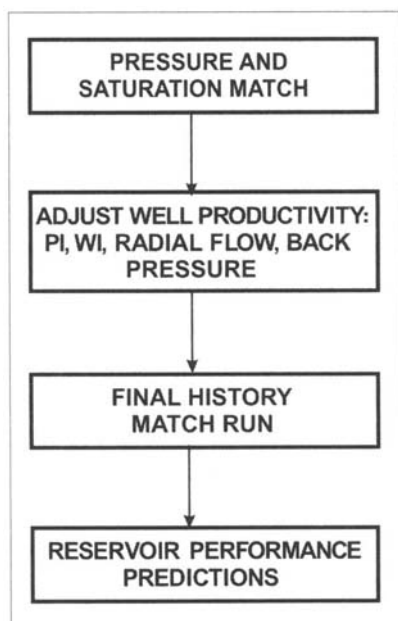 PRESSURE AND
SATURATION MATCH
ADJUST WELL PRODUCTIVITY:
PI, WI, RADIAL FLOW, BACK
PRESSURE
FINAL HISTORY
MATCH RUN
RESERVOIR PERFORMANCE
PREDICTIONS